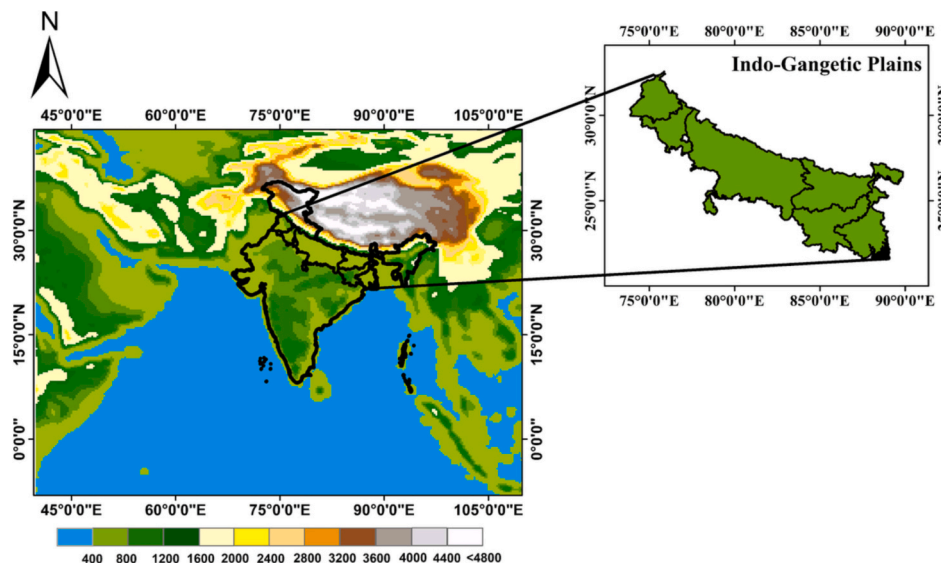 N
75°0'0"E 80°0'0"E 85°0'0"E 90°0'0"E
Indo-Gangetic Plains
30°0'0"N
25°0'0"N
75°0'0"E 80°0'0"E 85°0'0"E 90°0'0"E
45°0'0"E 60°0'0"E 75°0'0"E 90°0'0"E 105°0'0"E
30°0'0"N 30°0'0"N
15°0'0"N 15°0'0"N
0°0'0" 0°0'0"
45°0'0"E 60°0'0"E 75°0'0"E 90°0'0"E 105°0'0"E
400 800 1200 1600 2000 2400 2800 3200 3600 4000 4400 <4800